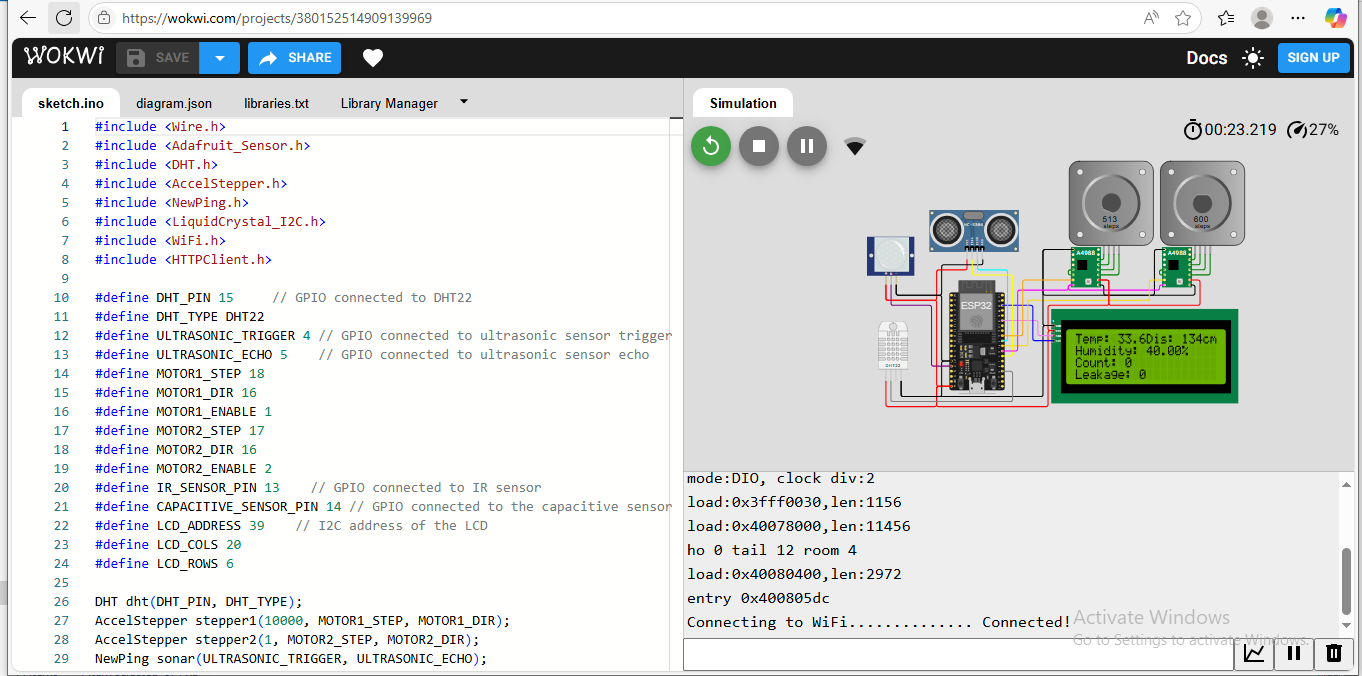 https://wokwi.com/projects/380152514909139969
WOKWI
SAVE
SHARE
Docs
SIGN UP
sketch.ino
diagram.json
libraries.txt
Library Manager
1 #include <Wire.h>
2 #include <Adafruit_Sensor.h>
3 #include <DHT.h>
4 #include <AccelStepper.h>
5 #include <NewPing.h>
6 #include <LiquidCrystal_I2C.h>
7 #include <WiFi.h>
8 #include <HTTPClient.h>
9
10 #define DHT_PIN 15     // GPIO connected to DHT22
11 #define DHT_TYPE DHT22
12 #define ULTRASONIC_TRIGGER 4 // GPIO connected to ultrasonic sensor trigger
13 #define ULTRASONIC_ECHO 5    // GPIO connected to ultrasonic sensor echo
14 #define MOTOR1_STEP 18
15 #define MOTOR1_DIR 16
16 #define MOTOR1_ENABLE 1
17 #define MOTOR2_STEP 17
18 #define MOTOR2_DIR 16
19 #define MOTOR2_ENABLE 2
20 #define IR_SENSOR_PIN 13    // GPIO connected to IR sensor
21 #define CAPACITIVE_SENSOR_PIN 14 // GPIO connected to the capacitive sensor
22 #define LCD_ADDRESS 39    // I2C address of the LCD
23 #define LCD_COLS 20
24 #define LCD_ROWS 6
25
26 DHT dht(DHT_PIN, DHT_TYPE);
27 AccelStepper stepper1(10000, MOTOR1_STEP, MOTOR1_DIR);
28 AccelStepper stepper2(1, MOTOR2_STEP, MOTOR2_DIR);
29 NewPing sonar(ULTRASONIC_TRIGGER, ULTRASONIC_ECHO);
Simulation
00:23.219
27%
513
steps
600
steps
A4988
A4988
HC-SR04
ESP32
DHT22
Temp: 33.6Dis: 134cm
Humidity: 40.00%
Count: 0
Leakage: 0
mode:DIO, clock div:2
load:0x3fff0030,len:1156
load:0x40078000,len:11456
ho 0 tail 12 room 4
load:0x40080400,len:2972
entry 0x400805dc
Connecting to WiFi.............. Connected!
Activate Windows
Go to Settings to activate Windows.